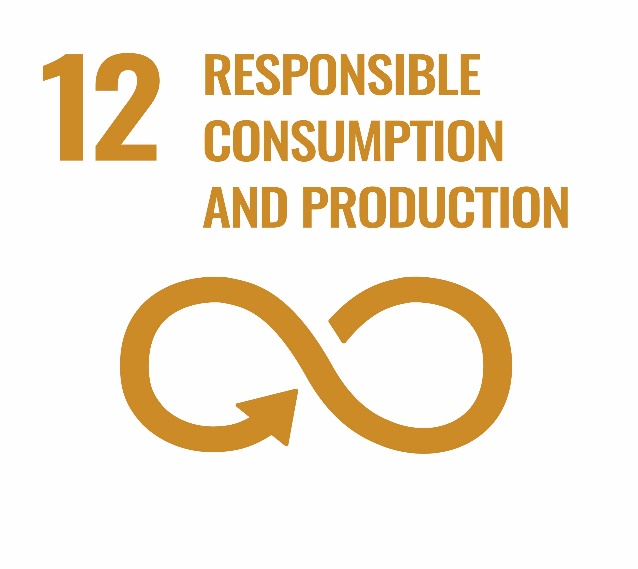 12
RESPONSIBLE
CONSUMPTION
AND PRODUCTION